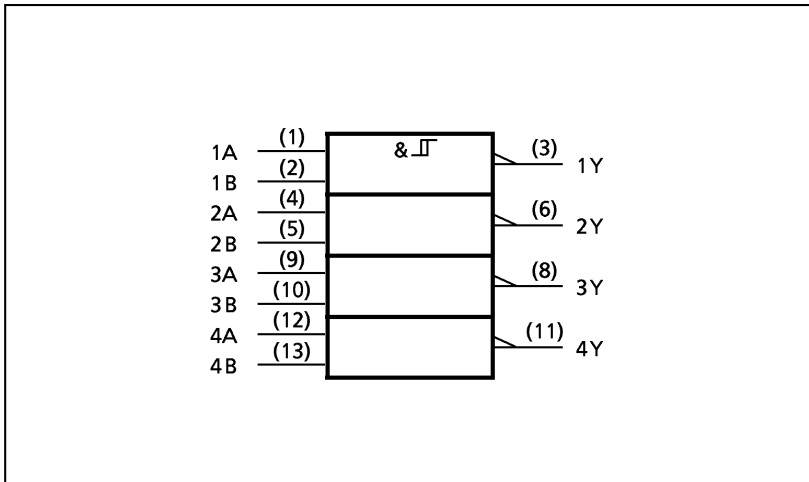 1A (1) & (3) 1Y
1B (2)
2A (4) (6) 2Y
2B (5)
3A (9) (8) 3Y
3B (10)
4A (12) (11) 4Y
4B (13)